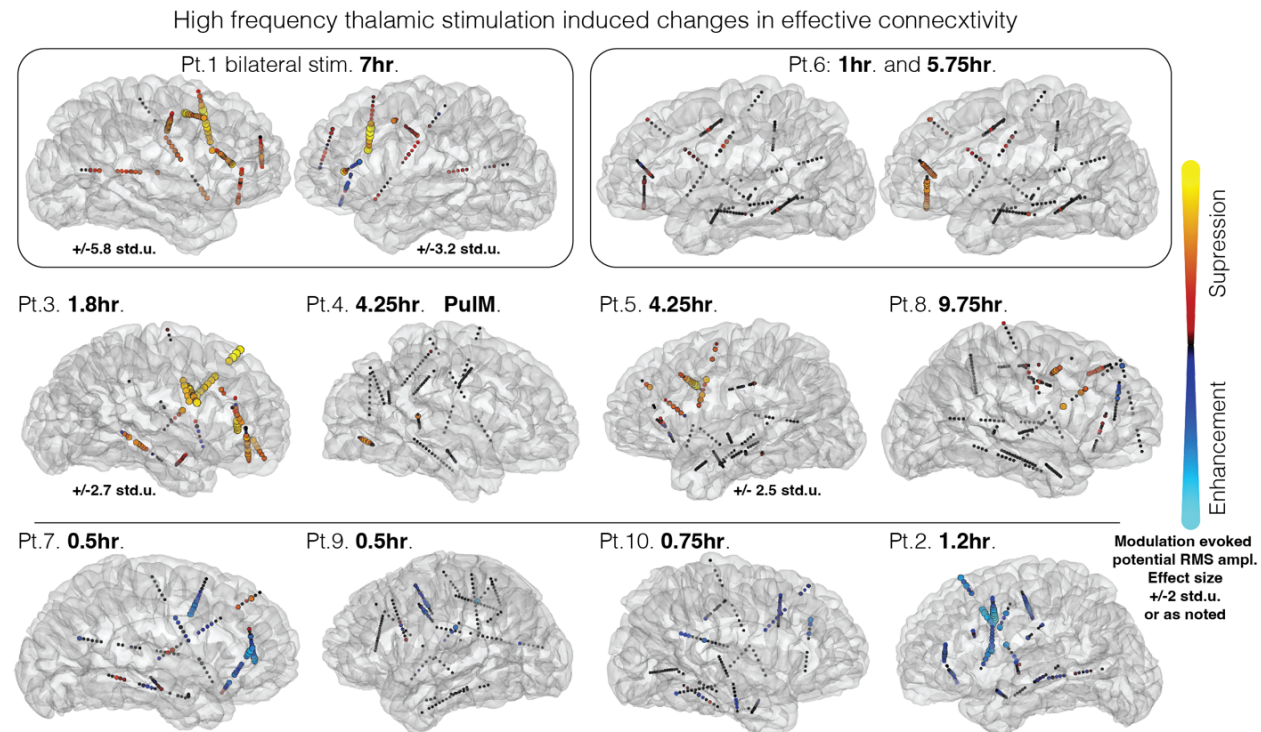 High frequency thalamic stimulation induced changes in effective connecxtivity
Pt.1 bilateral stim. 7hr.
Pt.6: 1hr. and 5.75hr.
+/-5.8 std.u.
+/-3.2 std.u.
Supression
Enhancement
Pt.3. 1.8hr.
Pt.4. 4.25hr. PulM.
Pt.5. 4.25hr.
Pt.8. 9.75hr.
+/-2.7 std.u.
+/- 2.5 std.u.
Modulation evoked
potential RMS ampl.
Effect size
+/-2 std.u.
or as noted
Pt.7. 0.5hr.
Pt.9. 0.5hr.
Pt.10. 0.75hr.
Pt.2. 1.2hr.